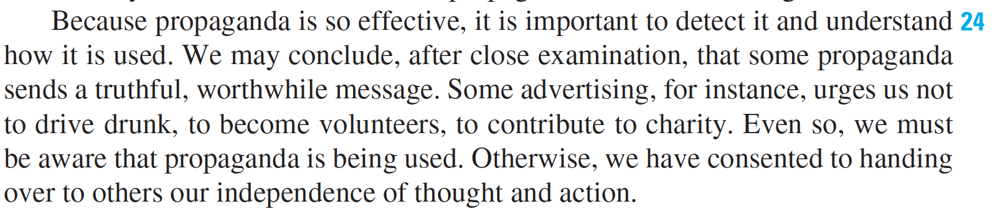 Because propaganda is so effective, it is important to detect it and understand 24
how it is used. We may conclude, after close examination, that some propaganda
sends a truthful, worthwhile message. Some advertising, for instance, urges us not
to drive drunk, to become volunteers, to contribute to charity. Even so, we must
be aware that propaganda is being used. Otherwise, we have consented to handing
over to others our independence of thought and action.